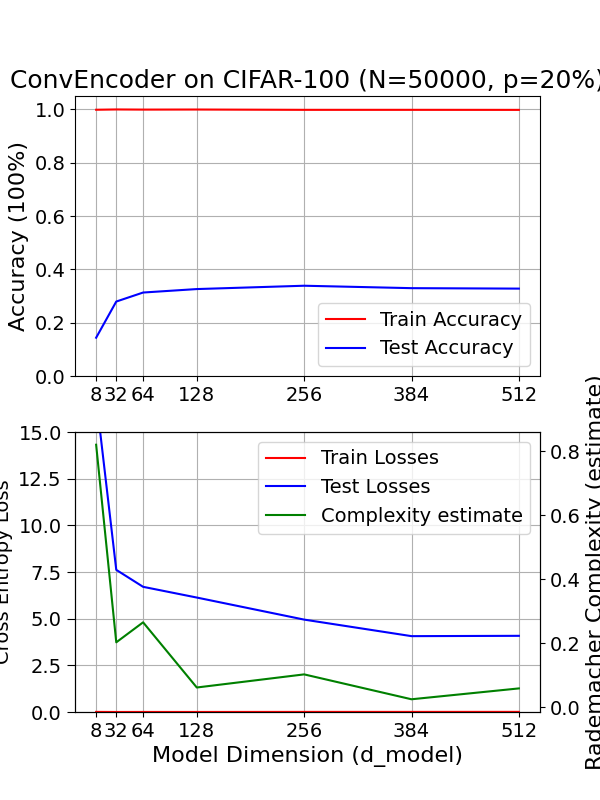 ConvEncoder on CIFAR-100 (N=50000, p=20%)
Accuracy (100%)
1.0
0.8
0.6
0.4
0.2
0.0
Train Accuracy
Test Accuracy
8 32 64 128 256 384 512
Cross Entropy Loss
15.0
12.5
10.0
7.5
5.0
2.5
0.0
Train Losses
Test Losses
Complexity estimate
0.8
0.6
0.4
0.2
0.0
Rademacher Complexity (estimate)
8 32 64 128 256 384 512
Model Dimension (d_model)